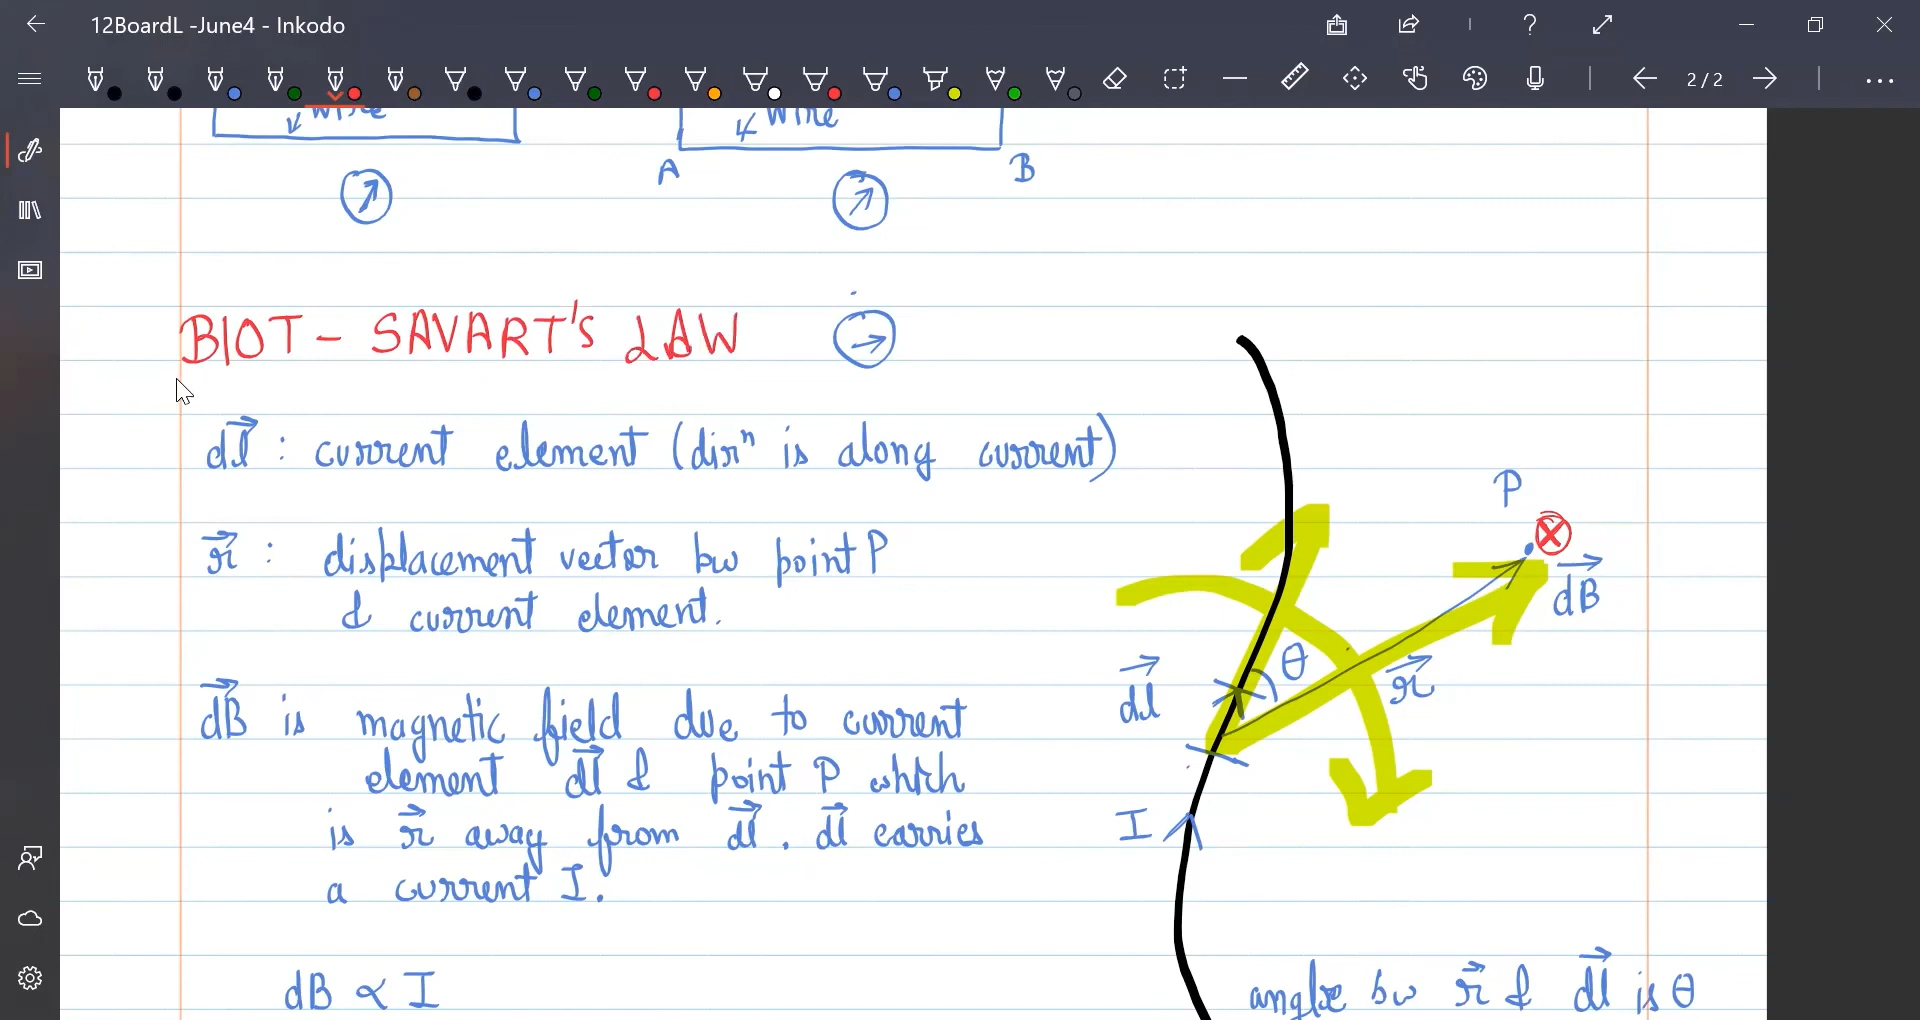 12BoardL -June4 - Inkodo
2/2
wire
wire
A
B
BIOT - SAVART'S LAW
dl : current element (dirⁿ is along current)
P
r : displacement vector bw point P
& current element.
dB
θ
r
dl
dB is magnetic field due to current
element dl & point P which
is r away from dl. dl carries
I
a current I.
dB ∝ I
angle bw r & dl is θ